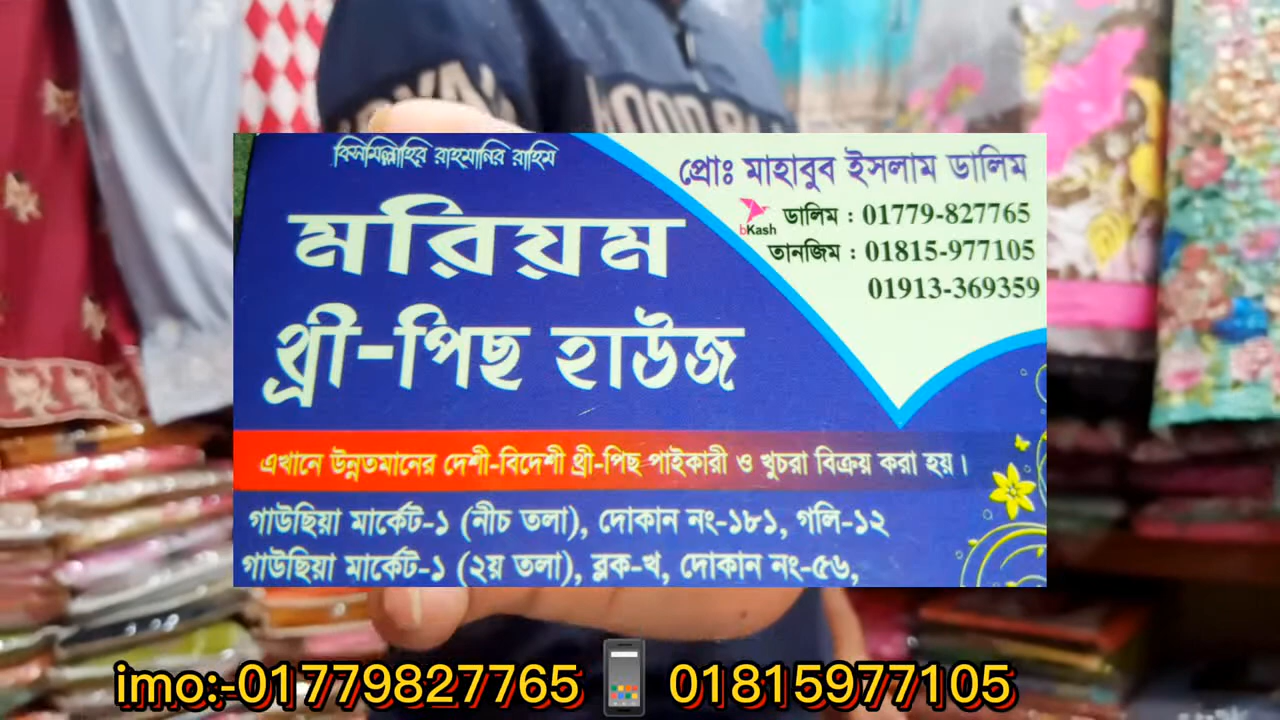 বিসমিল্লাহির রাহমানির রাহিম
মরিয়ম
থ্রী-পিছ হাউজ
প্রোঃ মাহাবুব ইসলাম ডালিম
bKash
ডালিম : 01779-827765
তানজিম : 01815-977105
01913-369359
এখানে উন্নতমানের দেশী-বিদেশী থ্রী-পিছ পাইকারী ও খুচরা বিক্রয় করা হয়।
গাউছিয়া মার্কেট-১ (নীচ তলা), দোকান নং-১৮১, গলি-১২
গাউছিয়া মার্কেট-১ (২য় তলা), ব্লক-খ, দোকান নং-৫৬,
imo:-01779827765 01815977105